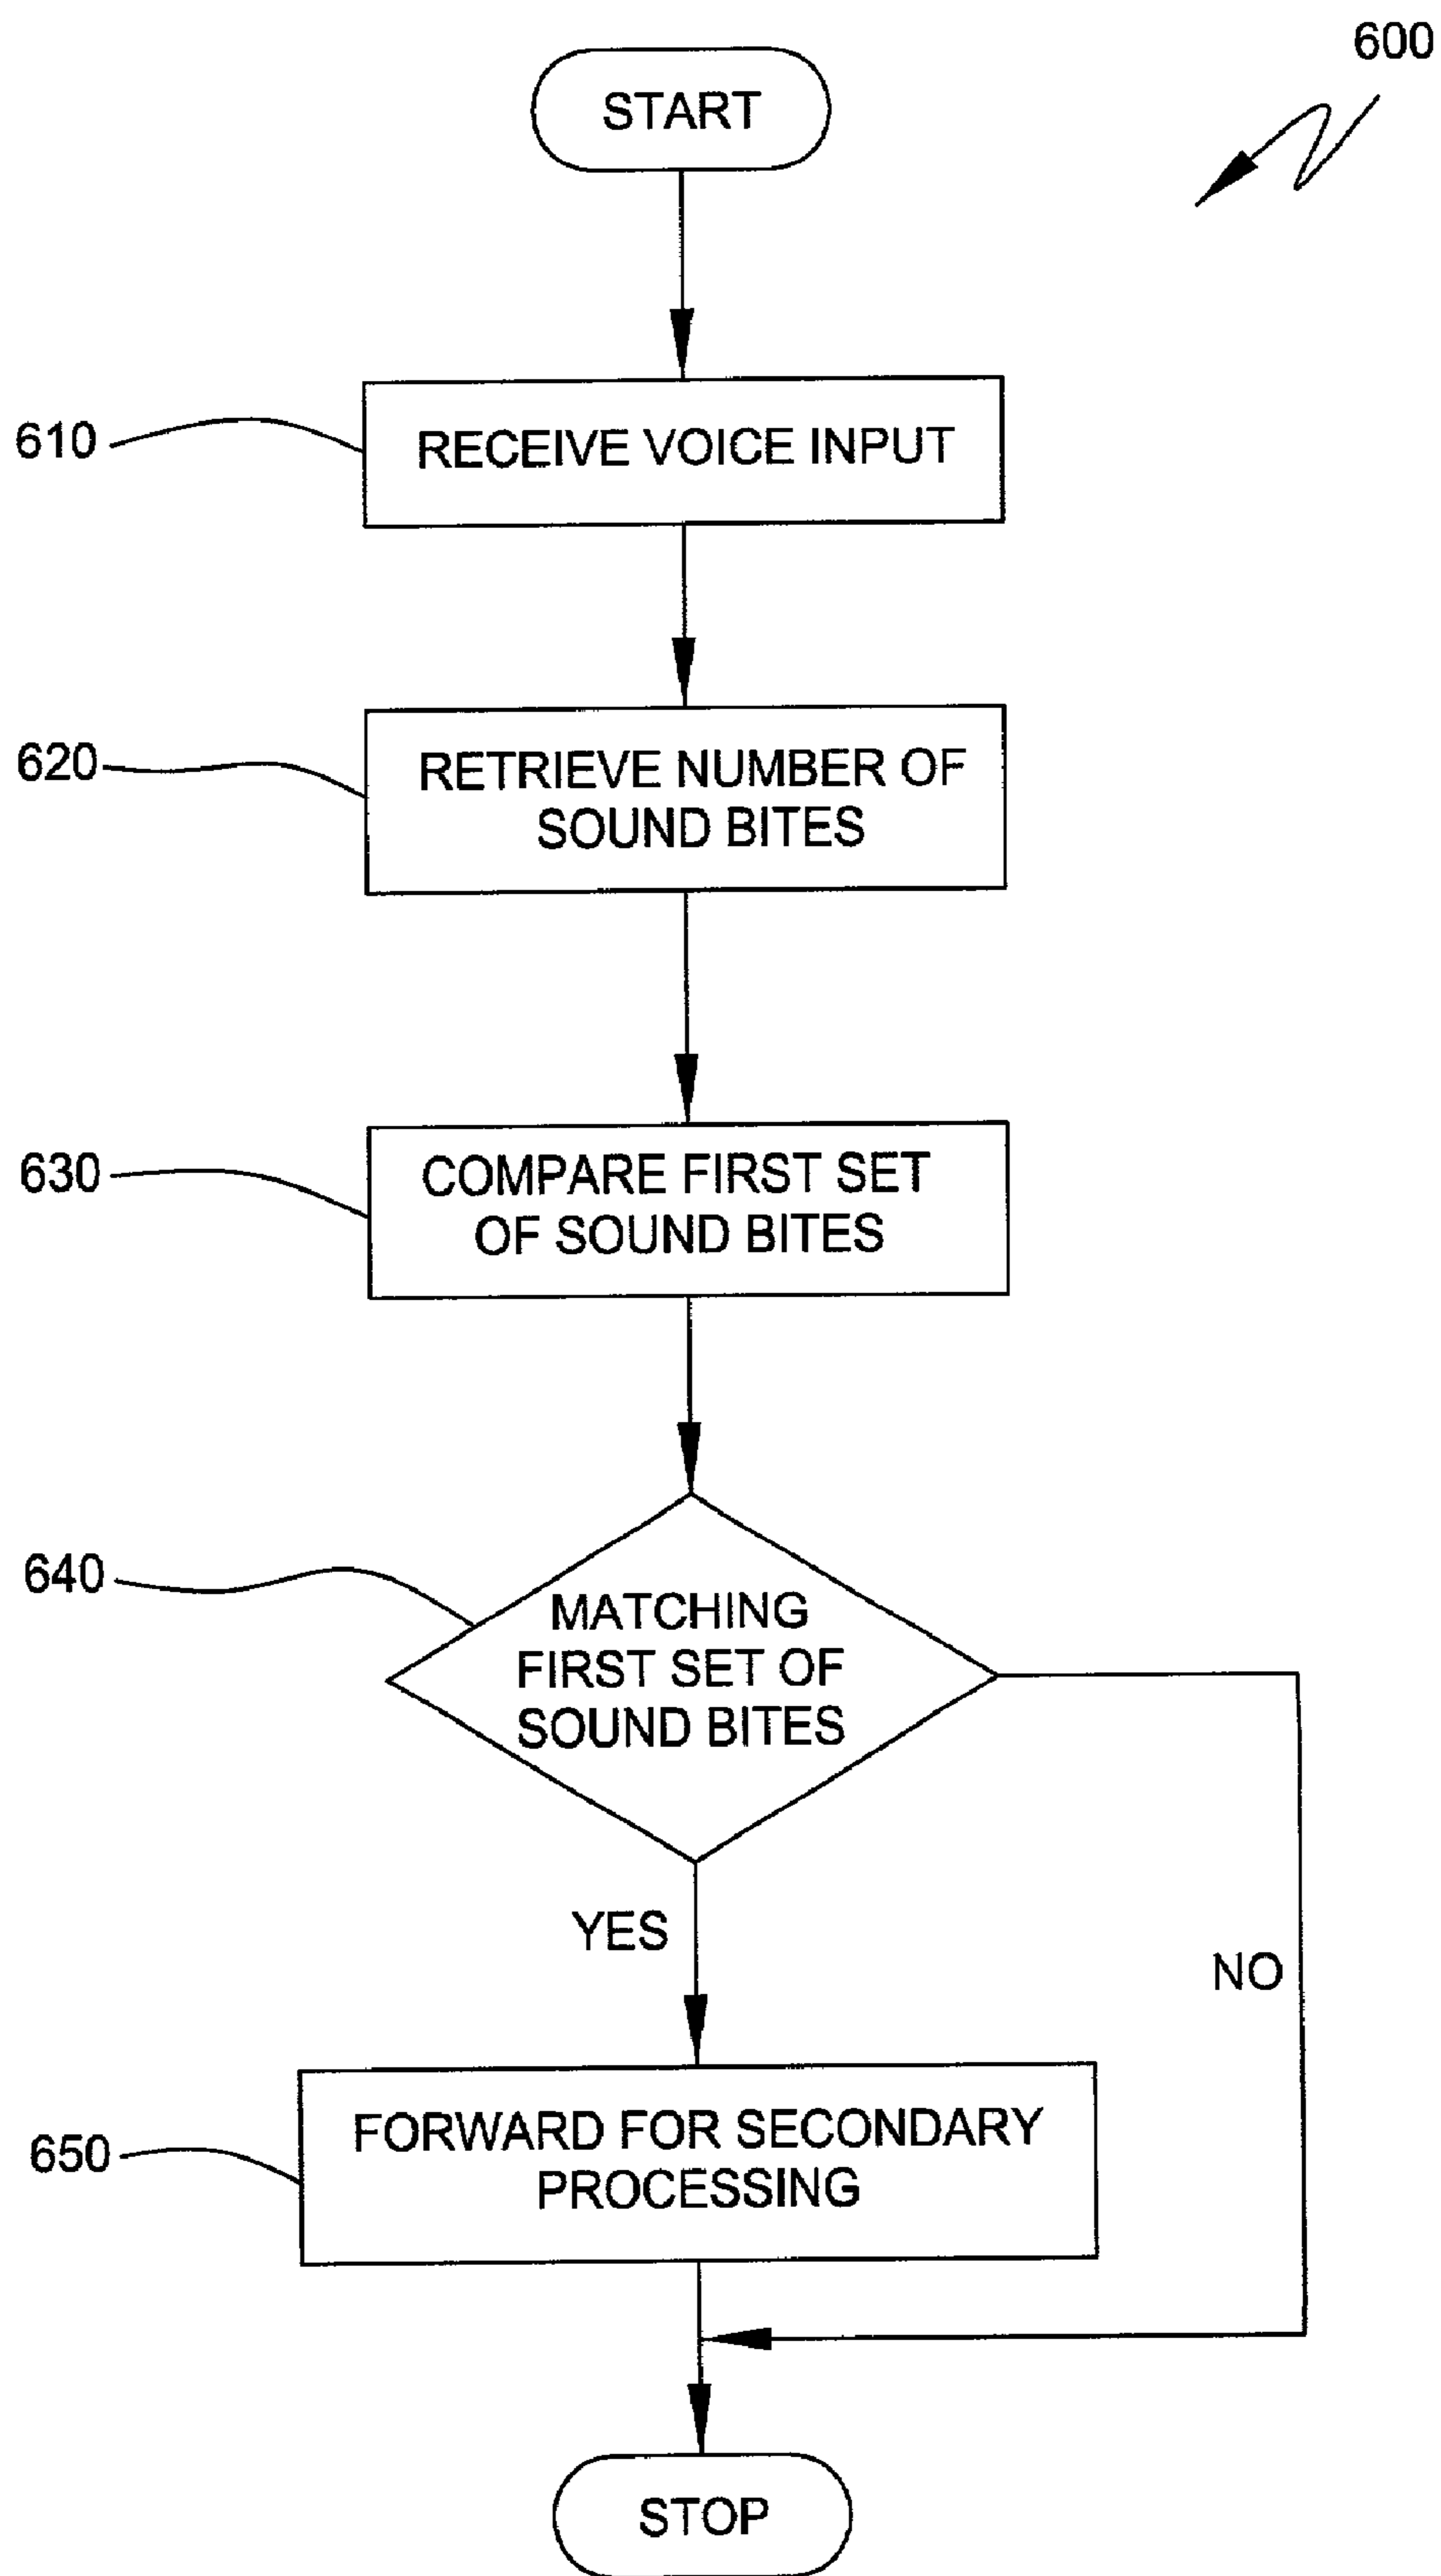 600
START
610
RECEIVE VOICE INPUT
620
RETRIEVE NUMBER OF
SOUND BITES
630
COMPARE FIRST SET
OF SOUND BITES
640
MATCHING
FIRST SET OF
SOUND BITES
YES
NO
650
FORWARD FOR SECONDARY
PROCESSING
STOP